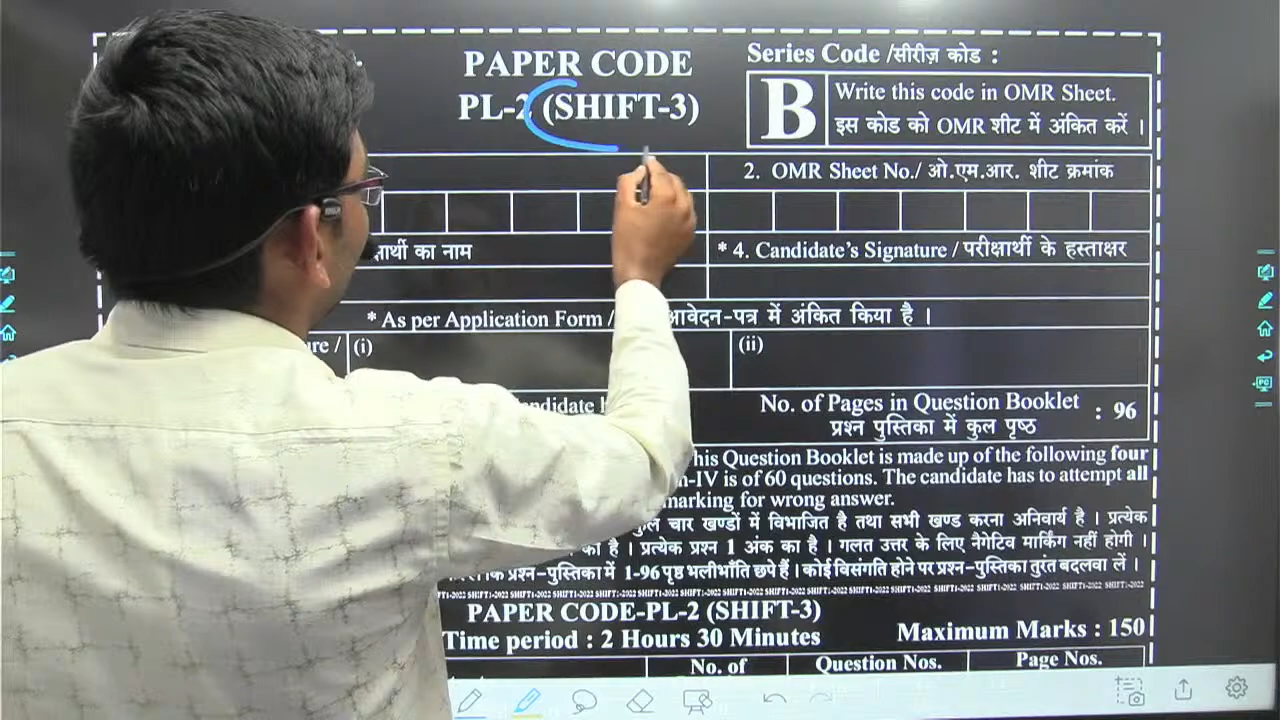 PAPER CODE
PL-2 (SHIFT-3)
Series Code /सीरीज़ कोड :
B
Write this code in OMR Sheet.
इस कोड को OMR शीट में अंकित करें ।
2. OMR Sheet No./ ओ.एम.आर. शीट क्रमांक
का नाम
* 4. Candidate's Signature / परीक्षार्थी के हस्ताक्षर
* As per Application Form / आवेदन-पत्र में अंकित किया है ।
(i)
(ii)
No. of Pages in Question Booklet : 96
प्रश्न पुस्तिका में कुल पृष्ठ
Question Booklet is made up of the following four
is of 60 questions. The candidate has to attempt all
marking for wrong answer.
चार खण्डों में विभाजित है तथा सभी खण्ड करना अनिवार्य है । प्रत्येक
का है । प्रत्येक प्रश्न 1 अंक का है । गलत उत्तर के लिए नैगेटिव मार्किंग नहीं होगी ।
प्रश्न-पुस्तिका में 1-96 पृष्ठ भलीभाँति छपे हैं । कोई विसंगति होने पर प्रश्न-पुस्तिका तुरंत बदलवा लें ।
PAPER CODE-PL-2 (SHIFT-3)
Time period : 2 Hours 30 Minutes
Maximum Marks : 150
No. of
Question Nos.
Page Nos.